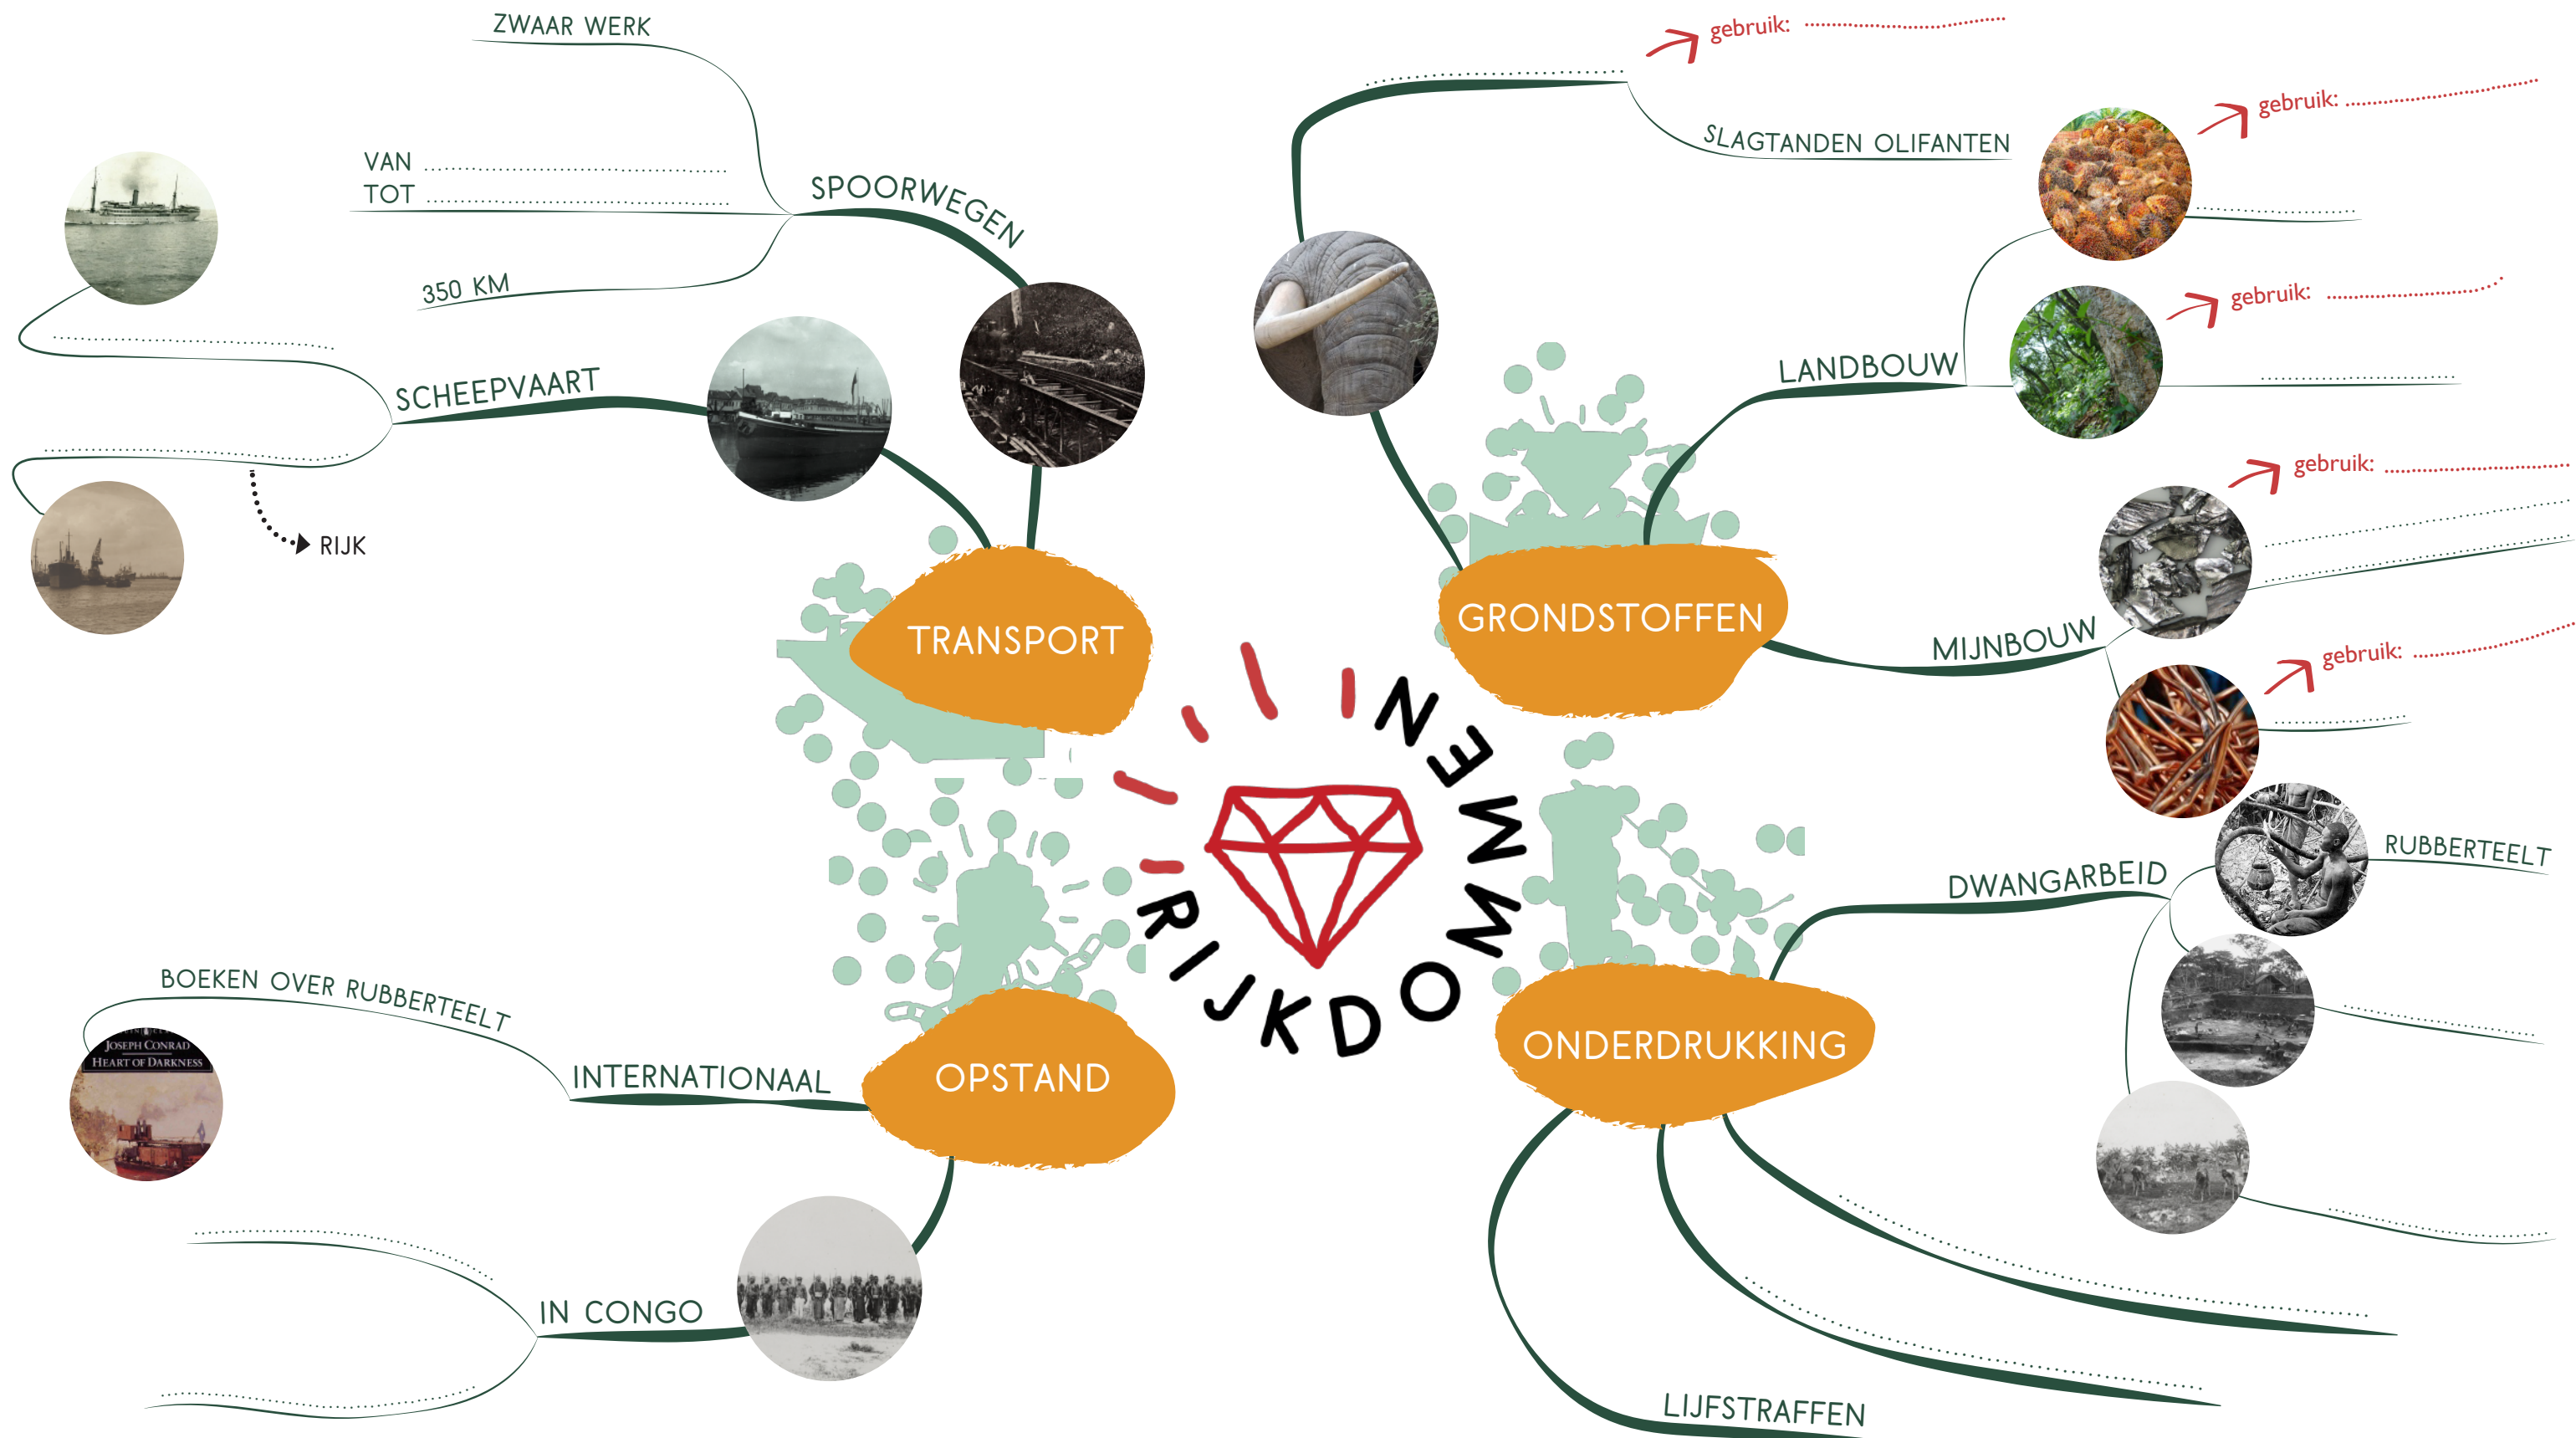 ZWAAR WERK
VAN
TOT
350 KM
SPOORWEGEN
SCHEEPVAART
RIJK
TRANSPORT
gebruik:
SLAGTANDEN OLIFANTEN
gebruik:
gebruik:
LANDBOUW
gebruik:
MIJNBOUW
gebruik:
GRONDSTOFFEN
RIJKDOMMEN
RUBBERTEELT
DWANGARBEID
ONDERDRUKKING
LIJFSTRAFFEN
BOEKEN OVER RUBBERTEELT
JOSEPH CONRAD
HEART OF DARKNESS
INTERNATIONAAL
OPSTAND
IN CONGO